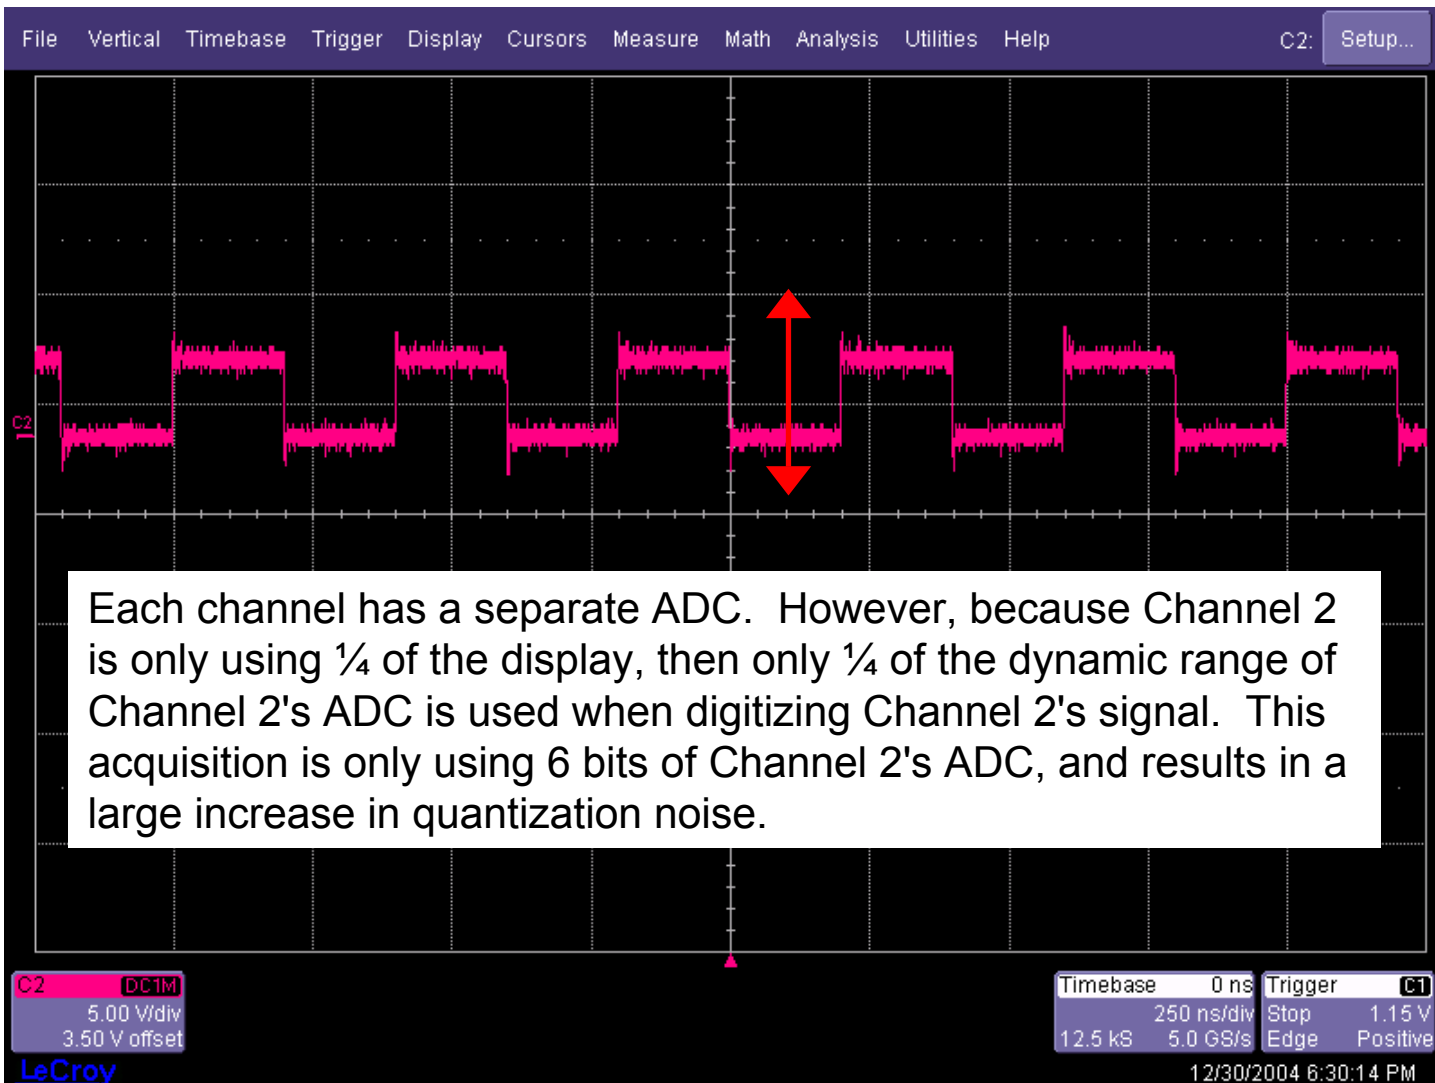 File Vertical Timebase Trigger Display Cursors Measure Math Analysis Utilities Help C2: Setup...
C2
Each channel has a separate ADC. However, because Channel 2
is only using ¼ of the display, then only ¼ of the dynamic range of
Channel 2's ADC is used when digitizing Channel 2's signal. This
acquisition is only using 6 bits of Channel 2's ADC, and results in a
large increase in quantization noise.
C2 DC1M
5.00 V/div
3.50 V offset
Timebase 0 ns
250 ns/div
12.5 kS 5.0 GS/s
Trigger C1
Stop 1.15 V
Edge Positive
LeCroy
12/30/2004 6:30:14 PM